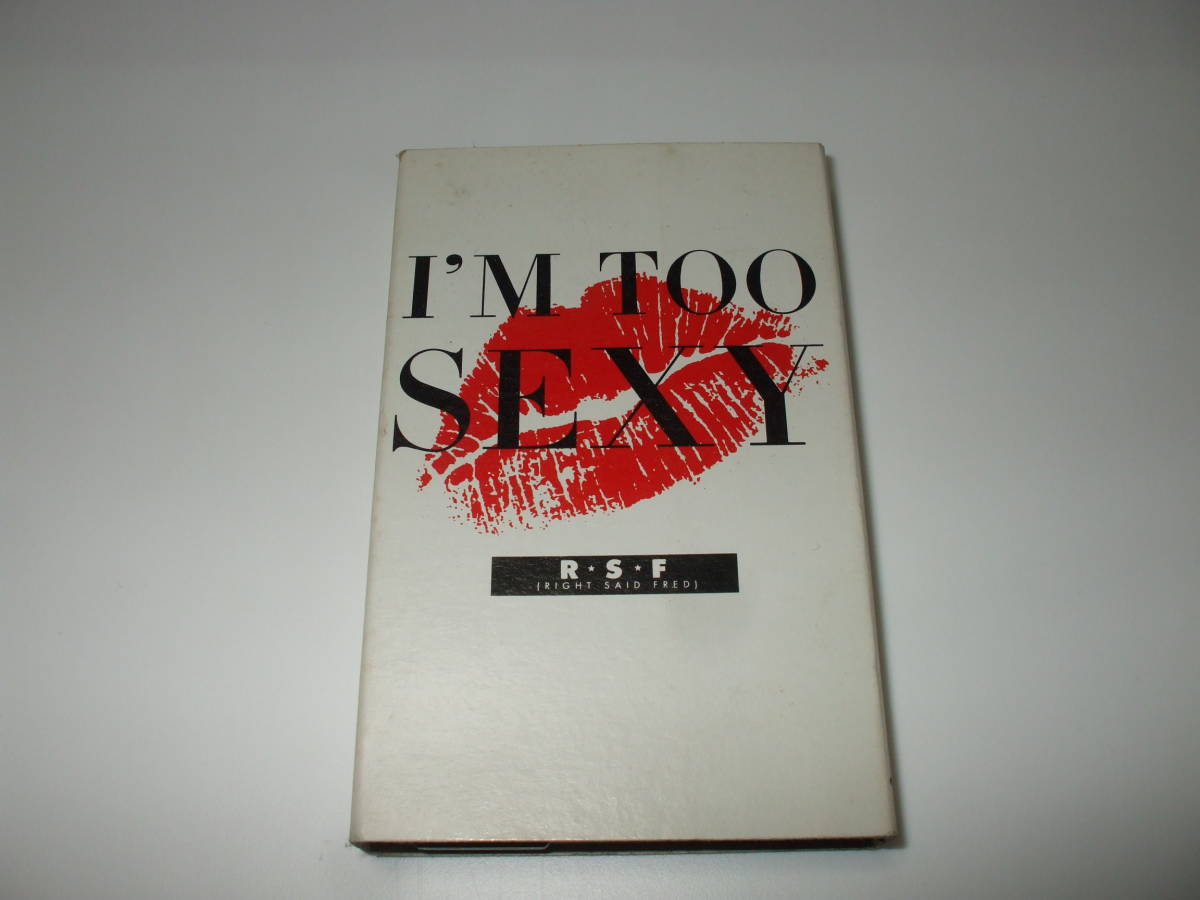 I'M TOO
SEXY
R★S★F
(RIGHT SAID FRED)